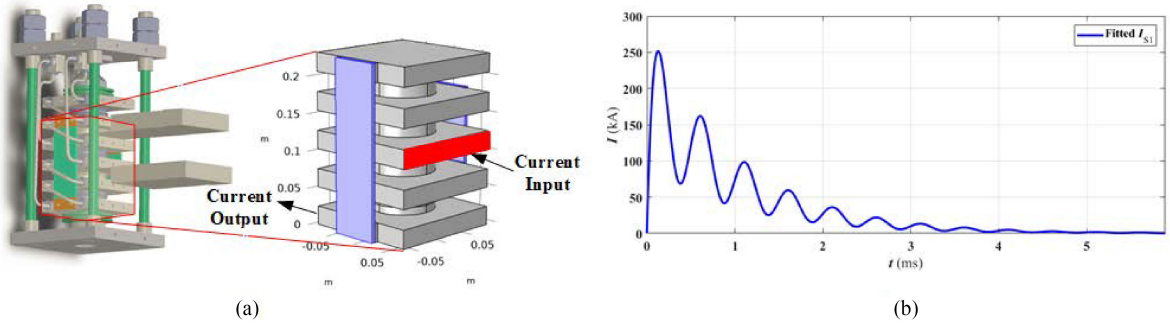 0.2
0.15
m
0.1
0.05
0
-0.05
0.05
m
-0.05
0.05
m
Current
Input
Current
Output
(a)
300
250
200
150
100
50
0
I (kA)
Fitted I_S1
0
1
2
3
4
5
t (ms)
(b)